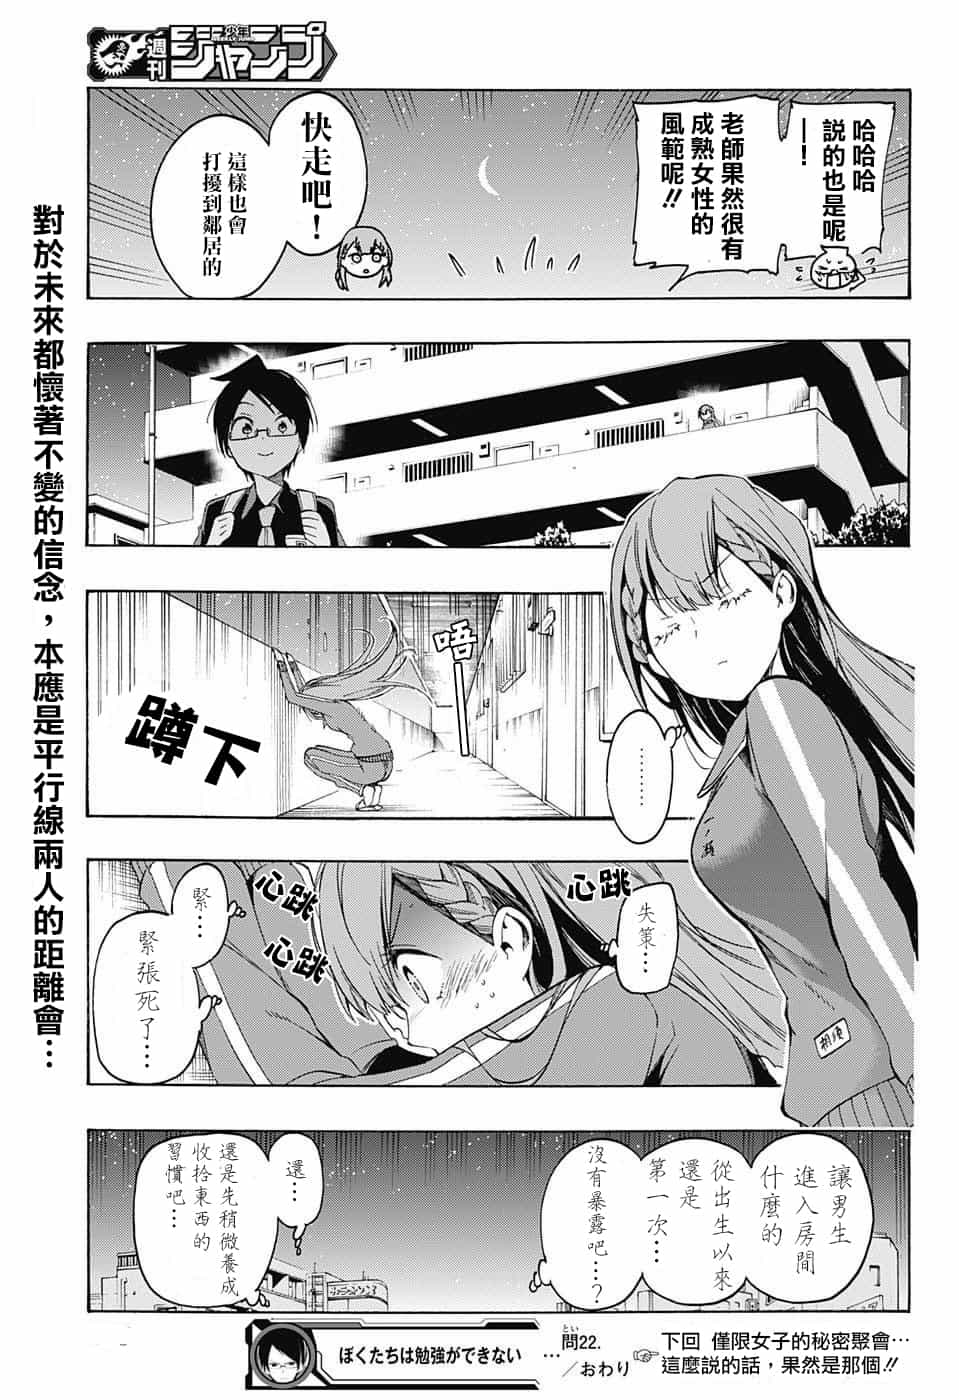 週刊
少年
ジャンプ
哈哈哈
説的也是呢
──！
老師果然很有
成熟女性的
風範呢!!
快走吧！
這樣也會
打擾到鄰居的
唔──
蹲下
……
瀬
桐須
心跳
失策…
心跳
心跳
緊…
緊張死了…
讓男生
進入房間
什麼的
從出生以來
還是
第一次…
沒有暴露吧…？
還…
還是先稍微養成
收拾東西的
習慣吧…
對於未來都懷著不變的信念，本應是平行線兩人的距離會…
ぼくたちは勉強ができない
…問22.
とい
／おわり
下回 僅限女子的秘密聚會…
這麼説的話，果然是那個!!